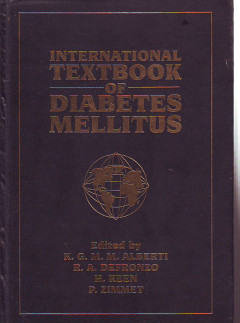 INTERNATIONAL
TEXTBOOK
OF
DIABETES
MELLITUS
Edited by
K. G. M. M. ALBERTI
R. A. DEFRONZO
H. KEEN
P. ZIMMET